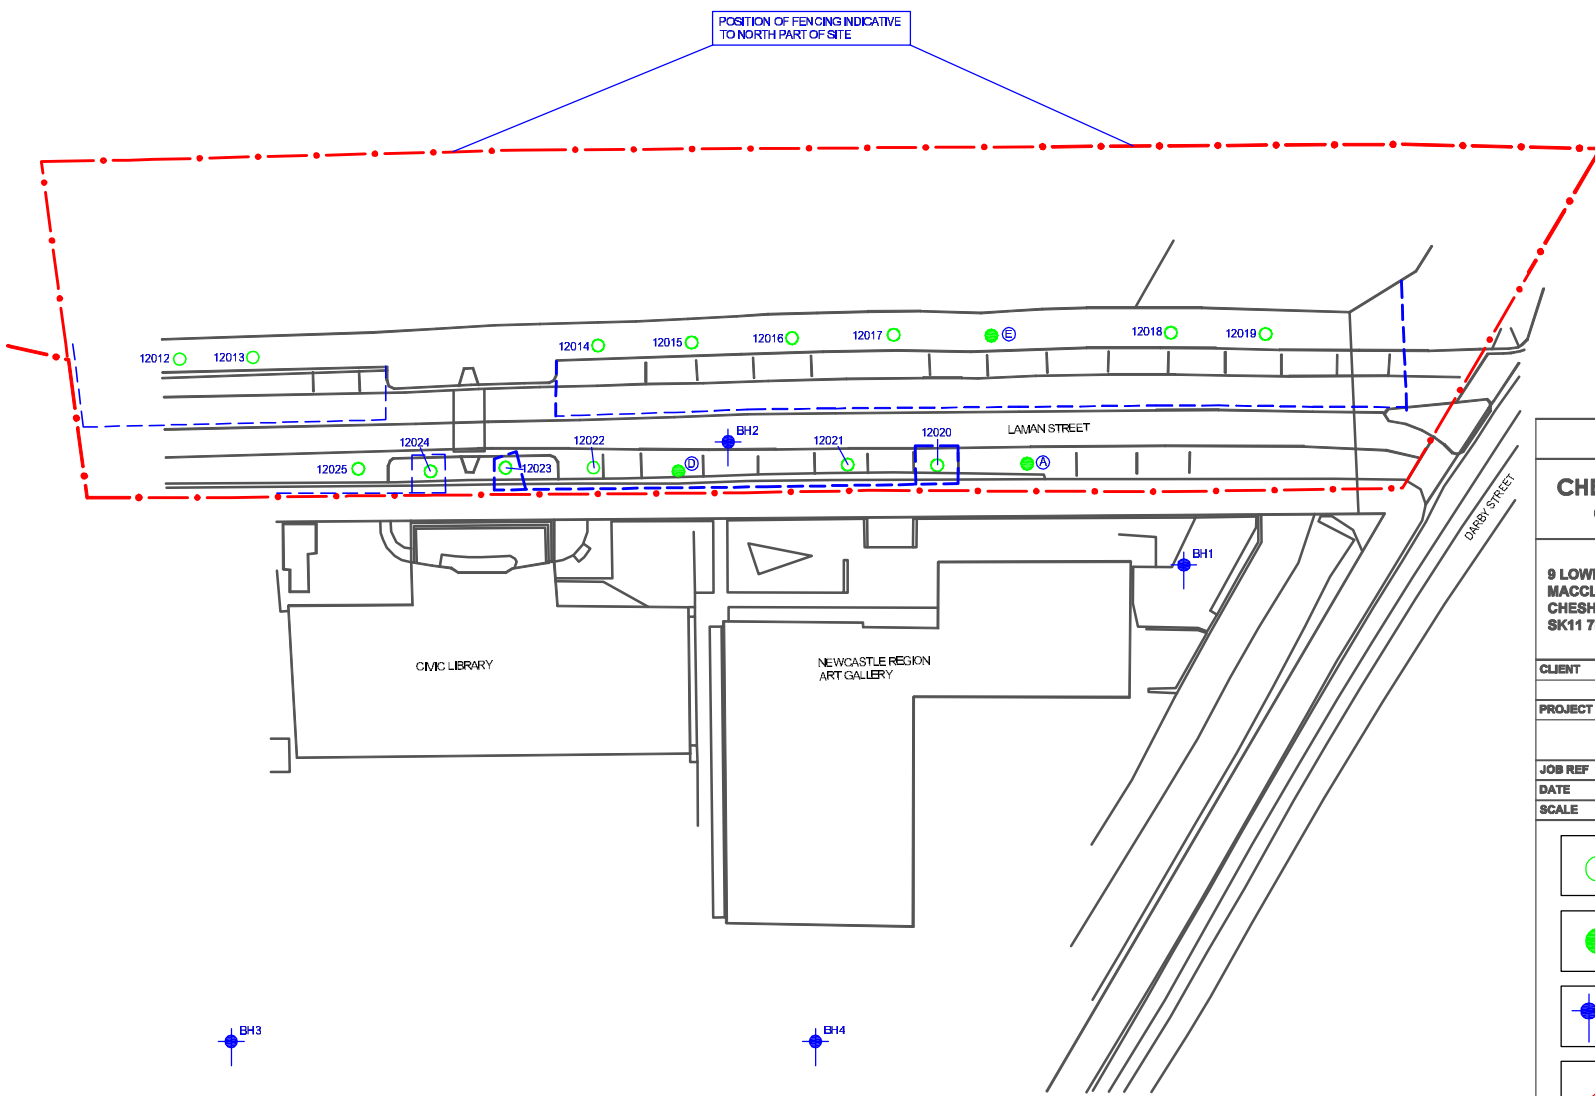 POSITION OF FENCING INDICATIVE
TO NORTH PART OF SITE
12012
12013
12014
12015
12016
12017
E
12018
12019
12025
12024
12023
12022
D
BH2
12021
12020
A
LAMAN STREET
DARBY STREET
BH1
CIVIC LIBRARY
NEWCASTLE REGION
ART GALLERY
BH3
BH4
9 LOW
MACCL
CHESH
SK11 7
CLIENT
PROJECT
JOB REF
DATE
SCALE